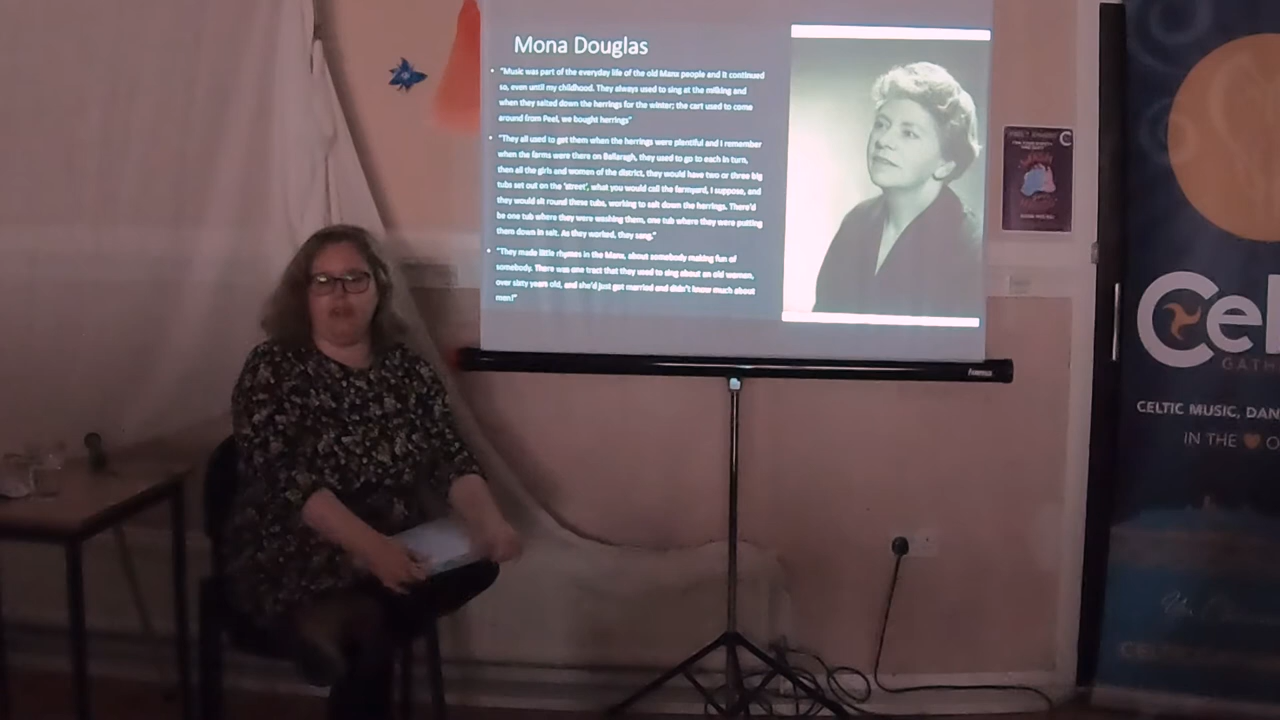 Mona Douglas
• "Music was part of the everyday life of the old Manx people and it continued
so, even until my childhood. They always used to sing at the milking and
when they salted down the herrings for the winter; the cart used to come
around from Peel, we bought herrings"
• "They all used to get them when the herrings were plentiful and I remember
when the farms were there on Ballaragh, they used to go to each in turn,
then all the girls and women of the district, they would have two or three big
tubs set out on the 'street', what you would call the farmyard, I suppose, and
they would sit round these tubs, working to salt down the herrings. There'd
be one tub where they were washing them, one tub where they were putting
them down in salt. As they worked, they sang."
• "They made little rhymes in the Manx, about somebody making fun of
somebody. There was one tract that they used to sing about an old woman,
over sixty years old, and she'd just got married and didn't know much about
men!"
hama
Cel
GATH
CELTIC MUSIC, DAN
IN THE